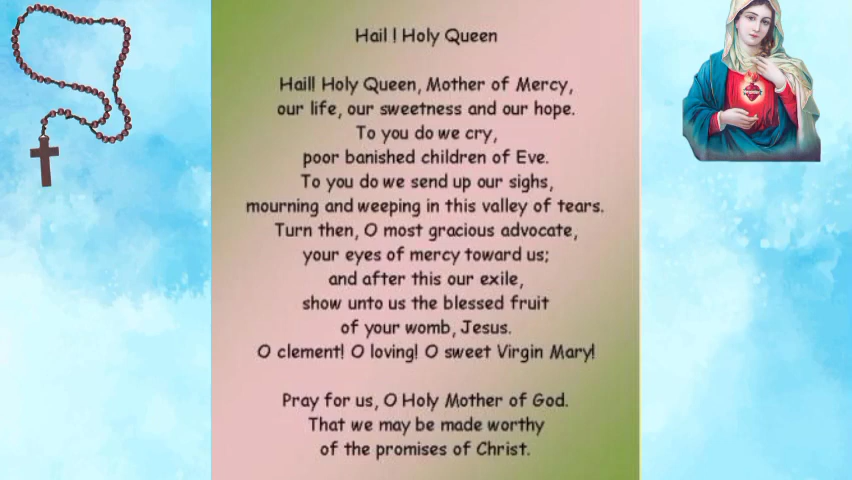 Hail ! Holy Queen
Hail! Holy Queen, Mother of Mercy,
our life, our sweetness and our hope.
To you do we cry,
poor banished children of Eve.
To you do we send up our sighs,
mourning and weeping in this valley of tears.
Turn then, O most gracious advocate,
your eyes of mercy toward us;
and after this our exile,
show unto us the blessed fruit
of your womb, Jesus.
O clement! O loving! O sweet Virgin Mary!
Pray for us, O Holy Mother of God.
That we may be made worthy
of the promises of Christ.